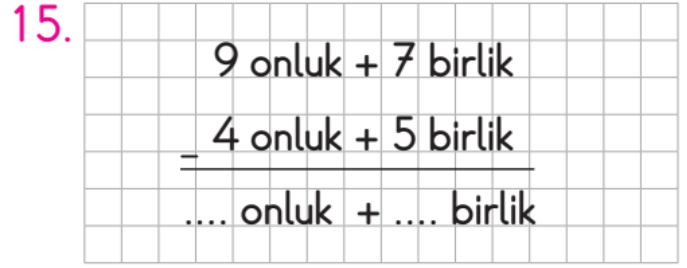 15.
9 onluk + 7 birlik
- 4 onluk + 5 birlik
.... onluk + .... birlik